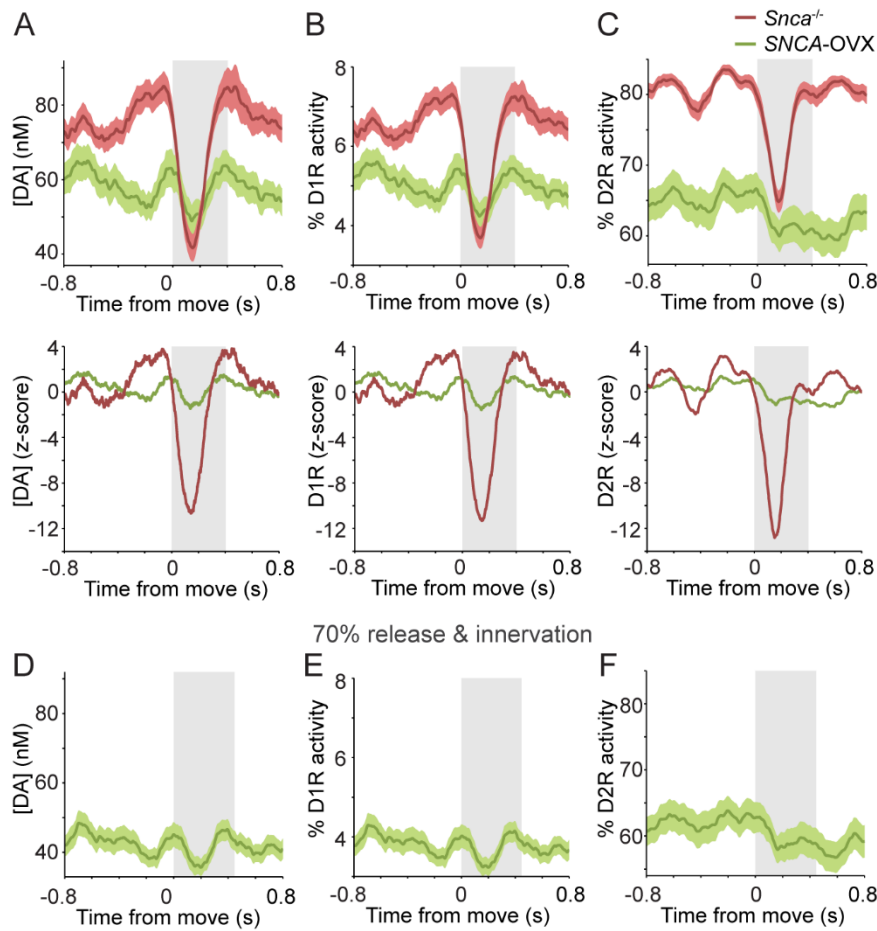 A
B
C
Snca-/-
SNCA-OVX
[DA] (nM)
80
60
40
-0.8
0
0.8
Time from move (s)
% D1R activity
8
6
4
-0.8
0
0.8
Time from move (s)
% D2R activity
80
70
60
-0.8
0
0.8
Time from move (s)
[DA] (z-score)
4
0
-4
-8
-12
-0.8
0
0.8
Time from move (s)
D1R (z-score)
4
0
-4
-8
-12
-0.8
0
0.8
Time from move (s)
D2R (z-score)
4
0
-4
-8
-12
-0.8
0
0.8
Time from move (s)
70% release & innervation
D
E
F
[DA] (nM)
80
60
40
-0.8
0
0.8
Time from move (s)
% D1R activity
8
6
4
-0.8
0
0.8
Time from move (s)
% D2R activity
80
70
60
-0.8
0
0.8
Time from move (s)